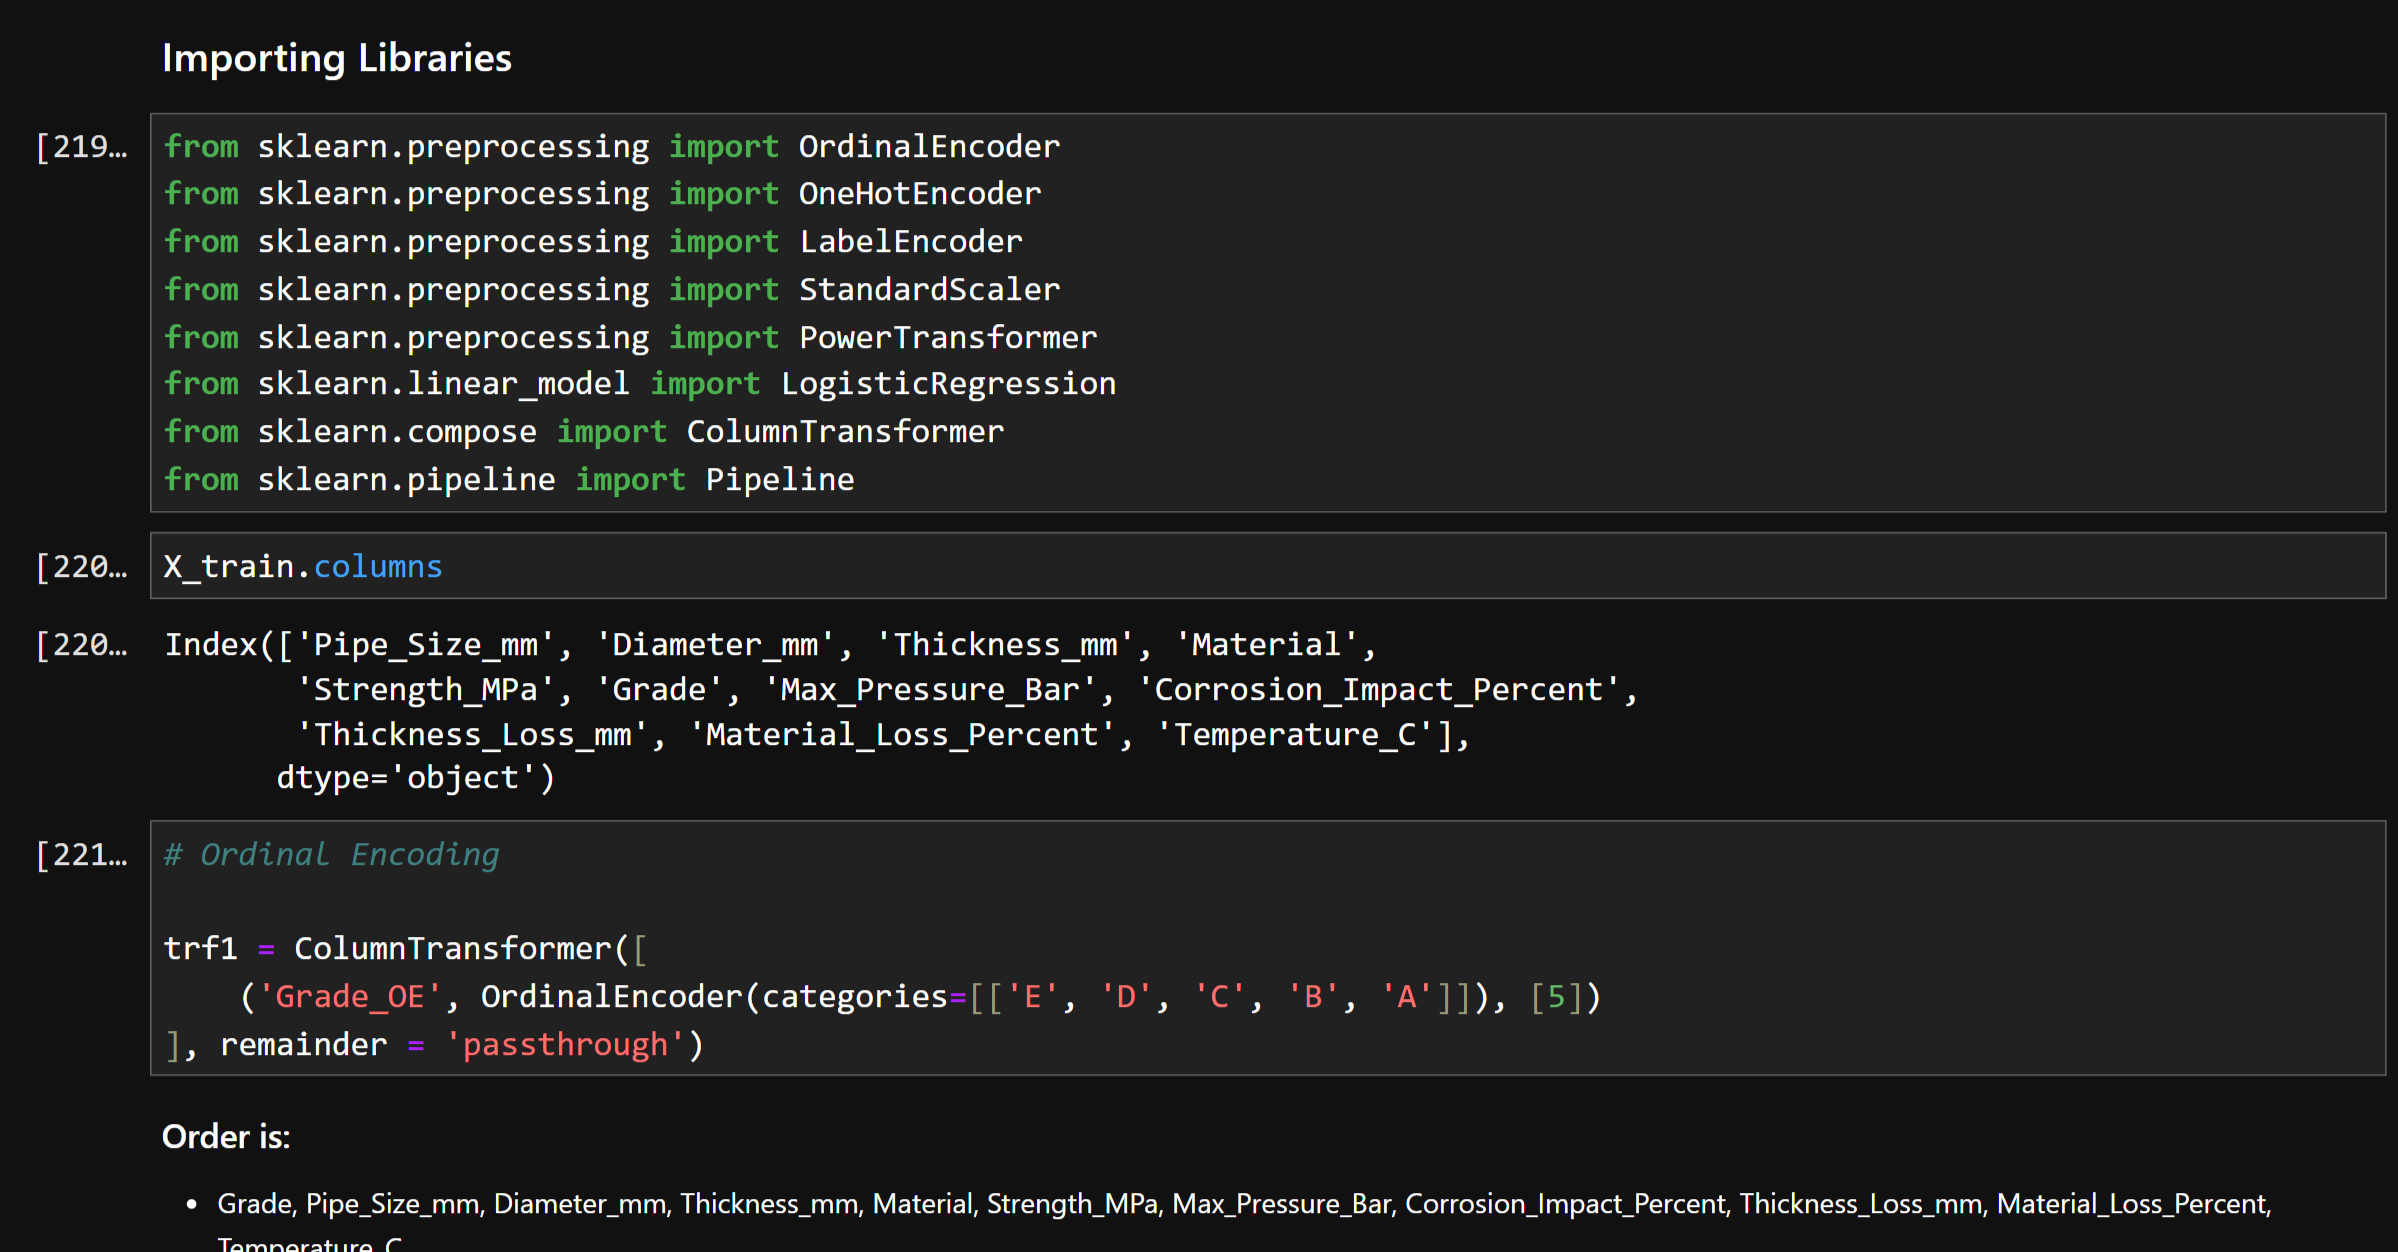 Importing Libraries
[219…
from sklearn.preprocessing import OrdinalEncoder
from sklearn.preprocessing import OneHotEncoder
from sklearn.preprocessing import LabelEncoder
from sklearn.preprocessing import StandardScaler
from sklearn.preprocessing import PowerTransformer
from sklearn.linear_model import LogisticRegression
from sklearn.compose import ColumnTransformer
from sklearn.pipeline import Pipeline
[220…
X_train.columns
[220…
Index(['Pipe_Size_mm', 'Diameter_mm', 'Thickness_mm', 'Material',
       'Strength_MPa', 'Grade', 'Max_Pressure_Bar', 'Corrosion_Impact_Percent',
       'Thickness_Loss_mm', 'Material_Loss_Percent', 'Temperature_C'],
      dtype='object')
[221…
# Ordinal Encoding
trf1 = ColumnTransformer([
    ('Grade_OE', OrdinalEncoder(categories=[['E', 'D', 'C', 'B', 'A']]), [5])
], remainder = 'passthrough')
Order is:
• Grade, Pipe_Size_mm, Diameter_mm, Thickness_mm, Material, Strength_MPa, Max_Pressure_Bar, Corrosion_Impact_Percent, Thickness_Loss_mm, Material_Loss_Percent,
Temperature_C